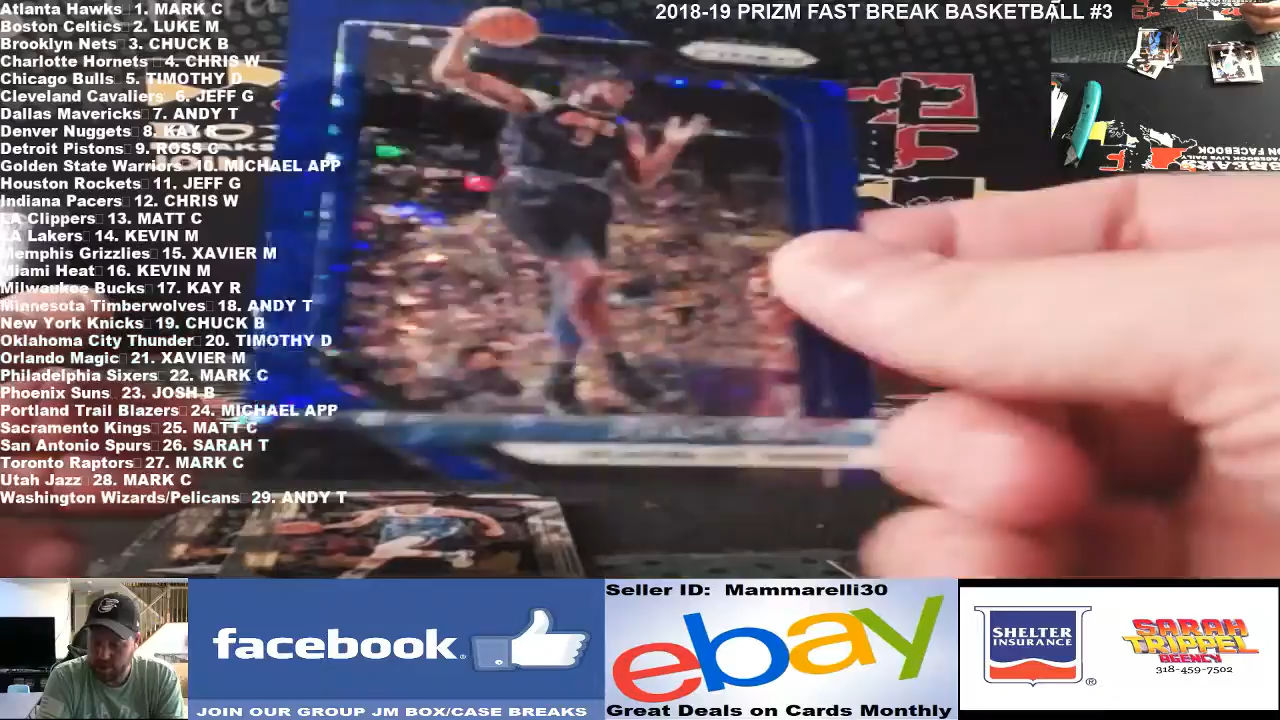 2018-19 PRIZM FAST BREAK BASKETBALL #3
Atlanta Hawks 1. MARK C
Boston Celtics 2. LUKE M
Brooklyn Nets 3. CHUCK B
Charlotte Hornets 4. CHRIS W
Chicago Bulls 5. TIMOTHY D
Cleveland Cavaliers 6. JEFF G
Dallas Mavericks 7. ANDY T
Denver Nuggets 8. KAY R
Detroit Pistons 9. ROSS C
Golden State Warriors 10. MICHAEL APP
Houston Rockets 11. JEFF G
Indiana Pacers 12. CHRIS W
LA Clippers 13. MATT C
LA Lakers 14. KEVIN M
Memphis Grizzlies 15. XAVIER M
Miami Heat 16. KEVIN M
Milwaukee Bucks 17. KAY R
Minnesota Timberwolves 18. ANDY T
New York Knicks 19. CHUCK B
Oklahoma City Thunder 20. TIMOTHY D
Orlando Magic 21. XAVIER M
Philadelphia Sixers 22. MARK C
Phoenix Suns 23. JOSH B
Portland Trail Blazers 24. MICHAEL APP
Sacramento Kings 25. MATT C
San Antonio Spurs 26. SARAH T
Toronto Raptors 27. MARK C
Utah Jazz 28. MARK C
Washington Wizards/Pelicans 29. ANDY T
facebook
JOIN OUR GROUP JM BOX/CASE BREAKS
Seller ID: Mammarelli30
ebay
Great Deals on Cards Monthly
SHELTER
INSURANCE
®
SARAH
TRIPPEL
AGENCY
318-459-7502
ON FACEBOOK